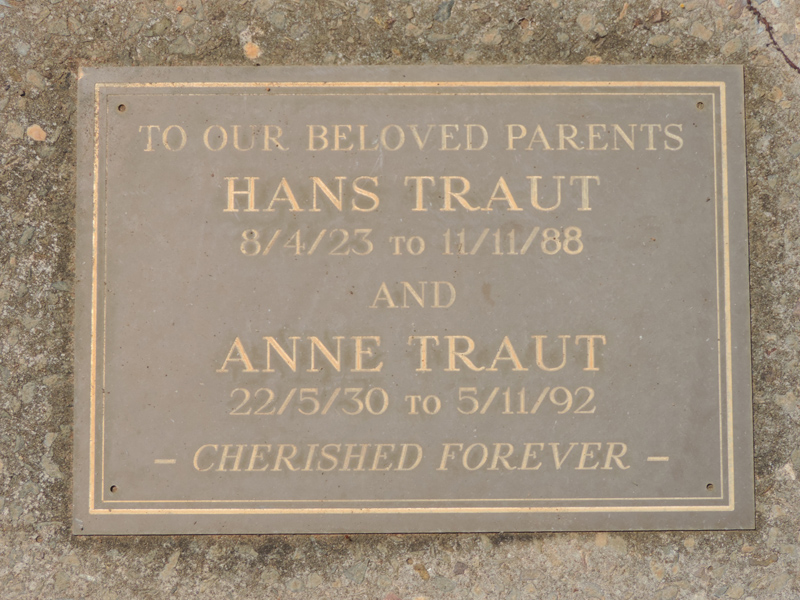 TO OUR BELOVED PARENTS
HANS TRAUT
8/4/23 TO 11/11/88
AND
ANNE TRAUT
22/5/30 TO 5/11/92
– CHERISHED FOREVER –